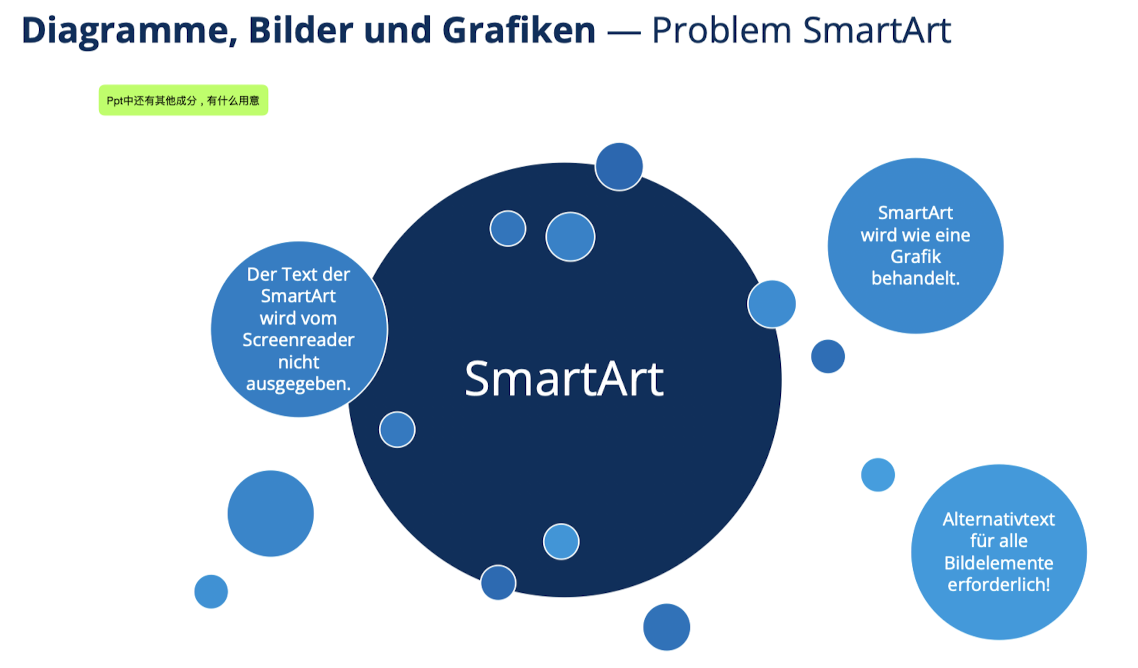 Diagramme, Bilder und Grafiken — Problem SmartArt
Ppt中还有其他成分，有什么用意
Der Text der
SmartArt
wird vom
Screenreader
nicht
ausgegeben.
SmartArt
SmartArt
wird wie eine
Grafik
behandelt.
Alternativtext
für alle
Bildelemente
erforderlich!